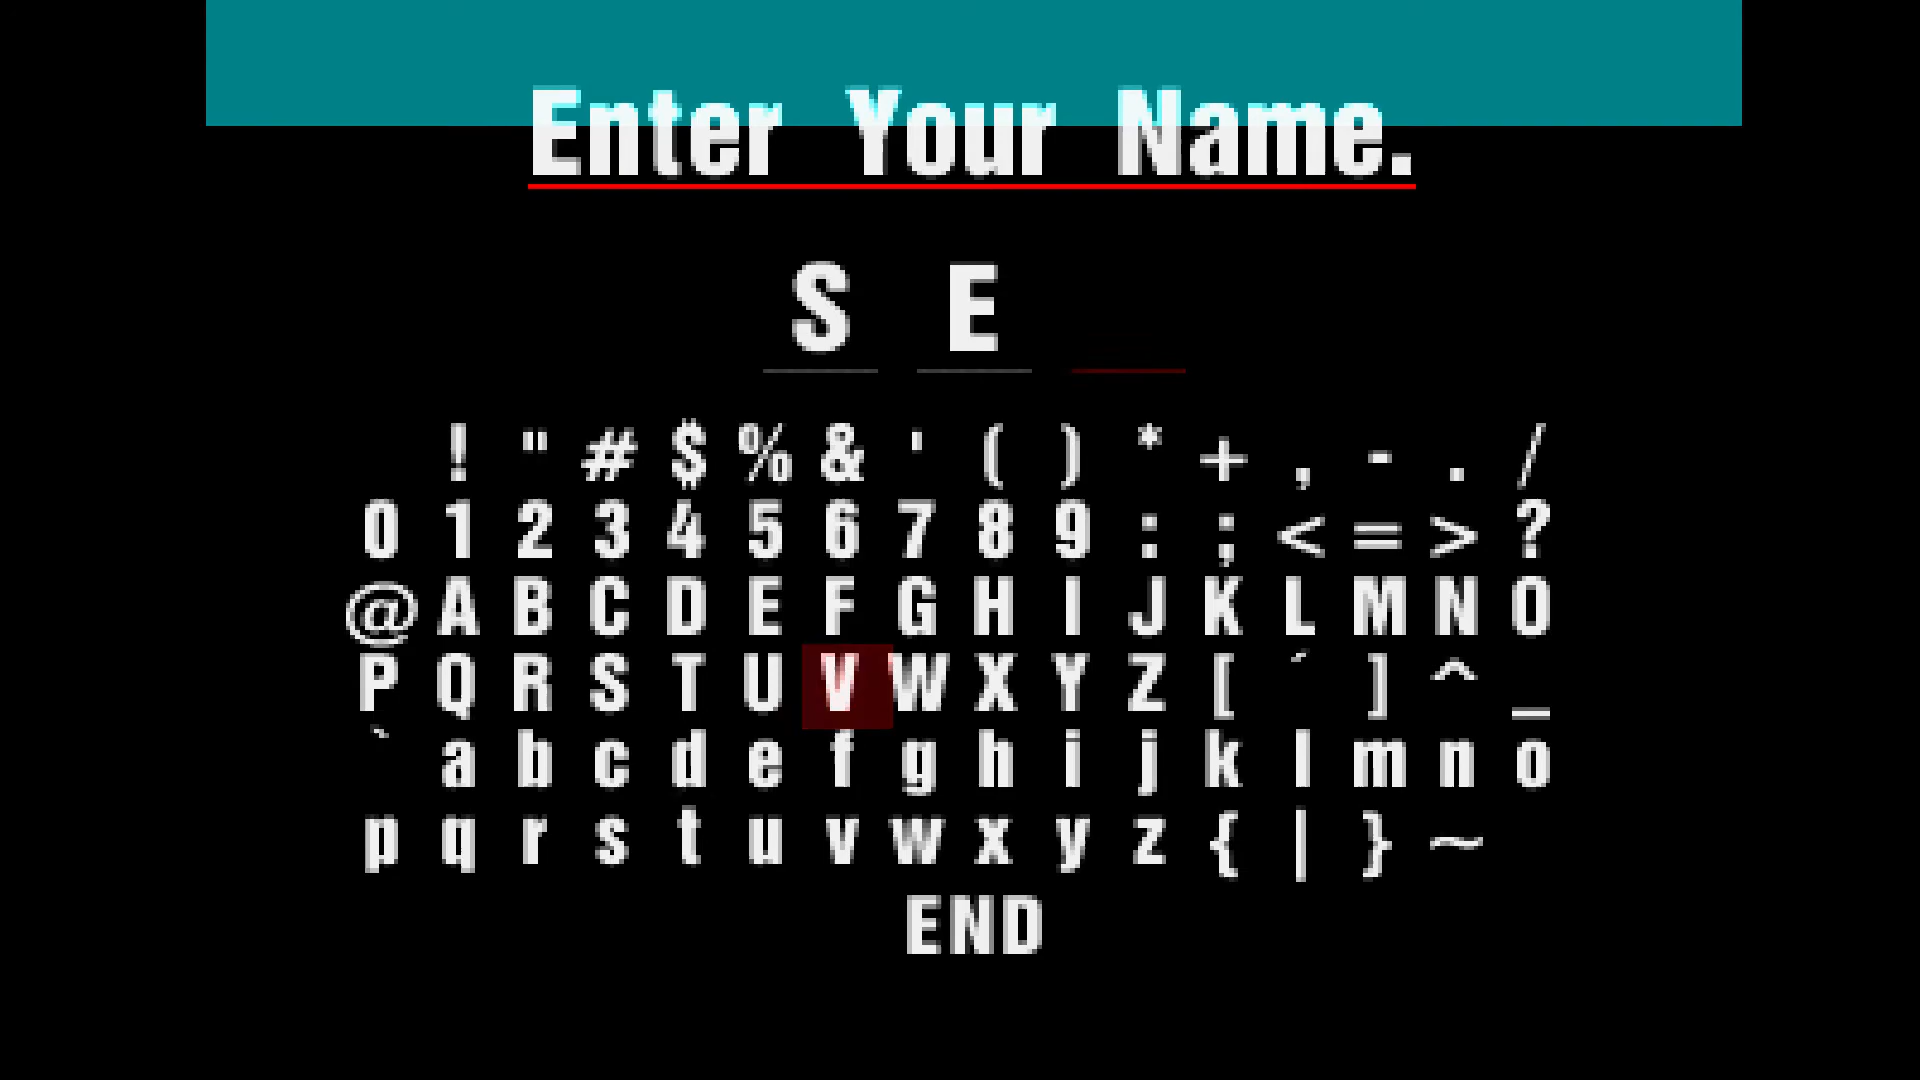 Enter Your Name.
S E
! " # $ % & ' ( ) * + , - . /
0 1 2 3 4 5 6 7 8 9 : ; < = > ?
@ A B C D E F G H I J K L M N O
P Q R S T U V W X Y Z [ ´ ] ^ _
` a b c d e f g h i j k l m n o
p q r s t u v w x y z { | } ~
END